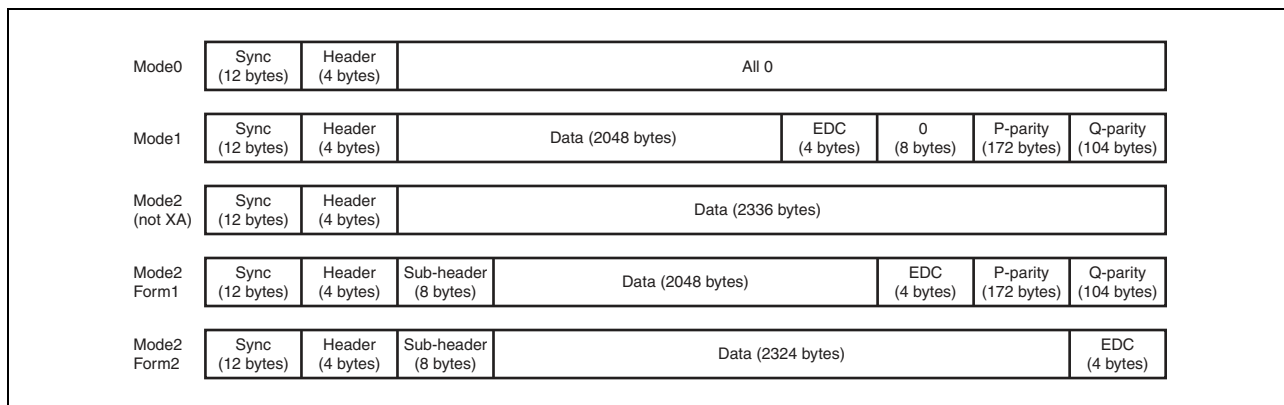 Mode0
Sync
(12 bytes)
Header
(4 bytes)
All 0
Mode1
Sync
(12 bytes)
Header
(4 bytes)
Data (2048 bytes)
EDC
(4 bytes)
0
(8 bytes)
P-parity
(172 bytes)
Q-parity
(104 bytes)
Mode2
(not XA)
Sync
(12 bytes)
Header
(4 bytes)
Data (2336 bytes)
Mode2
Form1
Sync
(12 bytes)
Header
(4 bytes)
Sub-header
(8 bytes)
Data (2048 bytes)
EDC
(4 bytes)
P-parity
(172 bytes)
Q-parity
(104 bytes)
Mode2
Form2
Sync
(12 bytes)
Header
(4 bytes)
Sub-header
(8 bytes)
Data (2324 bytes)
EDC
(4 bytes)